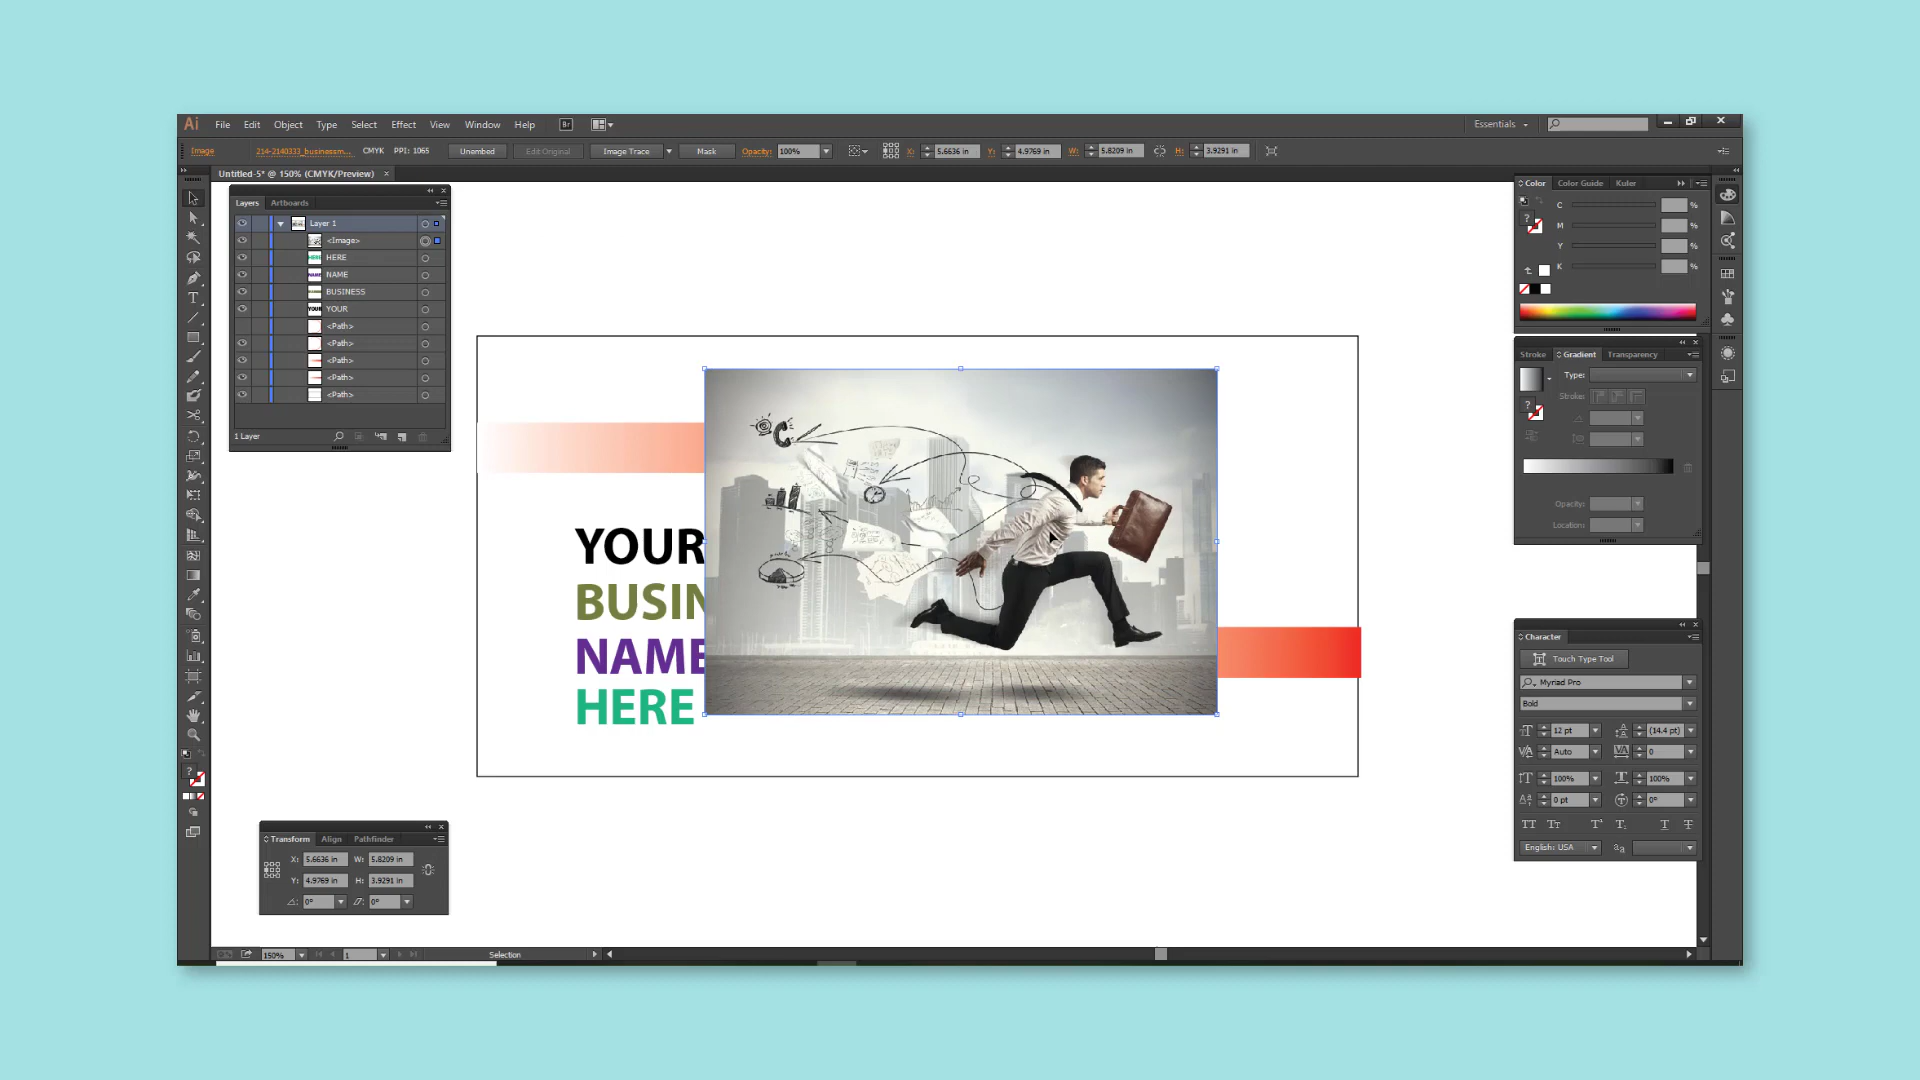 Ai File Edit Object Type Select Effect View Window Help Br Essentials
Image 214-2140333_businessm... CMYK PPI: 1065 Unembed Edit Original Image Trace Mask Opacity: 100% X: 5.6636 in Y: 4.9769 in W: 5.8209 in H: 3.9291 in
Untitled-5* @ 150% (CMYK/Preview)
Layers Artboards
Layer 1
<Image>
HERE HERE
NAME NAME
BUSINESS
YOUR YOUR
<Path>
<Path>
<Path>
<Path>
<Path>
1 Layer
YOUR
BUSIN
NAME
HERE
Transform Align Pathfinder
X: 5.6636 in W: 5.8209 in
Y: 4.9769 in H: 3.9291 in
0° 0°
150% 1 Selection
Color Color Guide Kuler
C %
M %
Y %
K %
Stroke Gradient Transparency
Type:
Stroke:
Opacity:
Location:
Character
Touch Type Tool
Myriad Pro
Bold
12 pt (14.4 pt)
Auto 0
100% 100%
0 pt 0°
English: USA